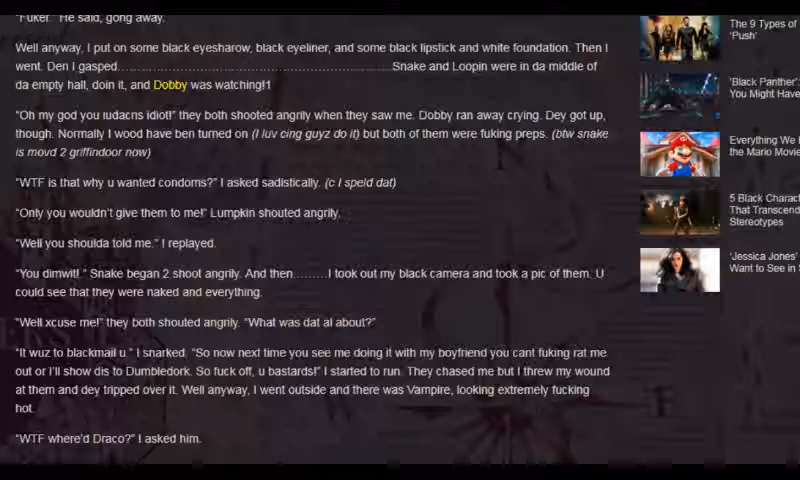 "Fuker." He said, gong away.
Well anyway, I put on some black eyesharow, black eyeliner, and some black lipstick and white foundation. Then I
went. Den I gasped……………………………………………………………Snake and Loopin were in da middle of
da empty hall, doin it, and Dobby was watching!1
"Oh my god you ludacris idiot!" they both shooted angrily when they saw me. Dobby ran away crying. Dey got up,
though. Normally I wood have ben turned on (I luv cing guyz do it) but both of them were fuking preps. (btw snake
is movd 2 griffindoor now)
"WTF is that why u wanted condoms?" I asked sadistically. (c I speld dat)
"Only you wouldn't give them to me!" Lumpkin shouted angrily.
"Well you shoulda told me." I replayed.
"You dimwit!" Snake began 2 shoot angrily. And then………I took out my black camera and took a pic of them. U
could see that they were naked and everything.
"Well xcuse me!" they both shouted angrily. "What was dat al about?"
"It wuz to blackmail u." I snarked. "So now next time you see me doing it with my boyfriend you cant fuking rat me
out or I'll show dis to Dumbledork. So fuck off, u bastards!" I started to run. They chased me but I threw my wound
at them and dey tripped over it. Well anyway, I went outside and there was Vampire, looking extremely fucking
hot.
"WTF where'd Draco?" I asked him.
The 9 Types of
'Push'
'Black Panther':
You Might Have
Everything We
the Mario Movie
5 Black Charac
That Transcend
Stereotypes
'Jessica Jones'
Want to See in